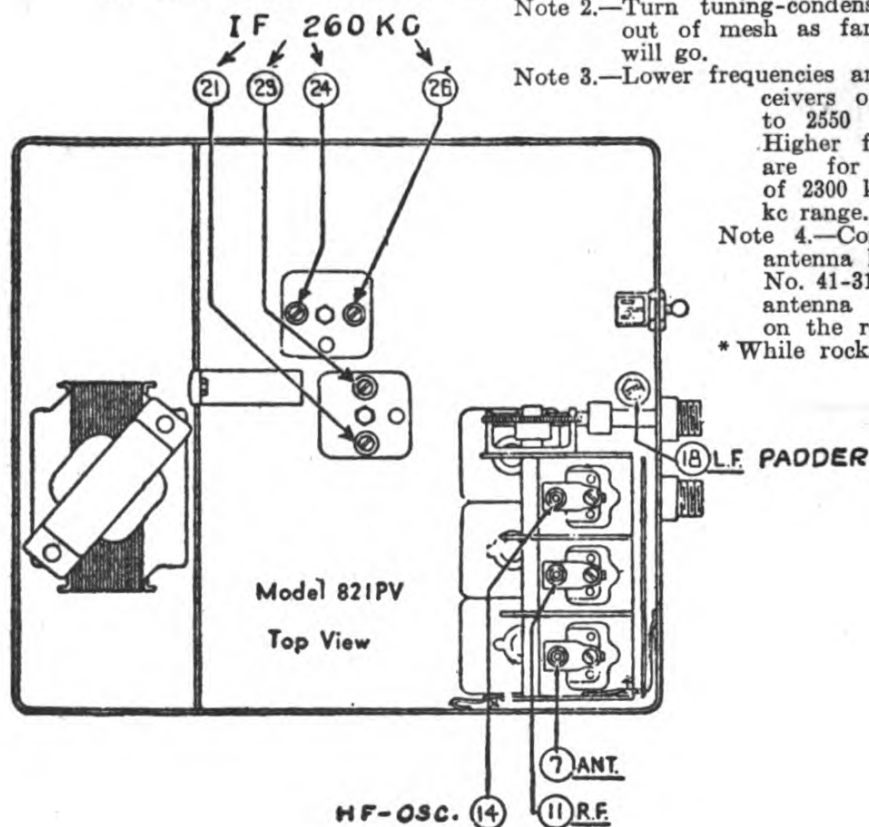 Note 2.—Turn tuning-condens
out of mesh as far
will go.
Note 3.—Lower frequencies an
ceivers o
to 2550
Higher f
are for
of 2300 k
kc range.
Note 4.—Co
antenna l
No. 41-31
antenna
on the r
* While rock
IF 260 KC
21 23 24 26
18 L.F. PADDER
Model 821PV
Top View
7 ANT.
HF-OSC. 14 11 R.F.